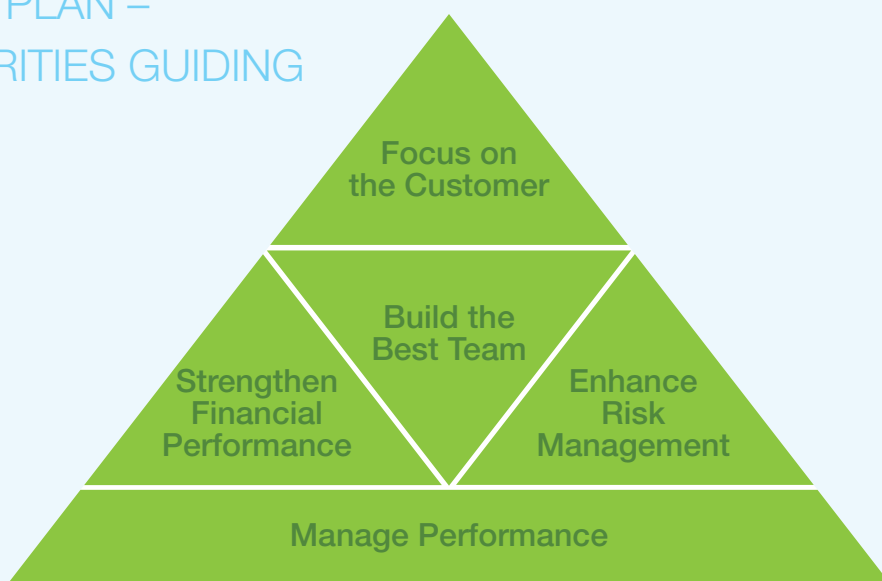 PLAN –
RITIES GUIDING
Focus on
the Customer
Build the
Best Team
Strengthen
Financial
Performance
Enhance
Risk
Management
Manage Performance